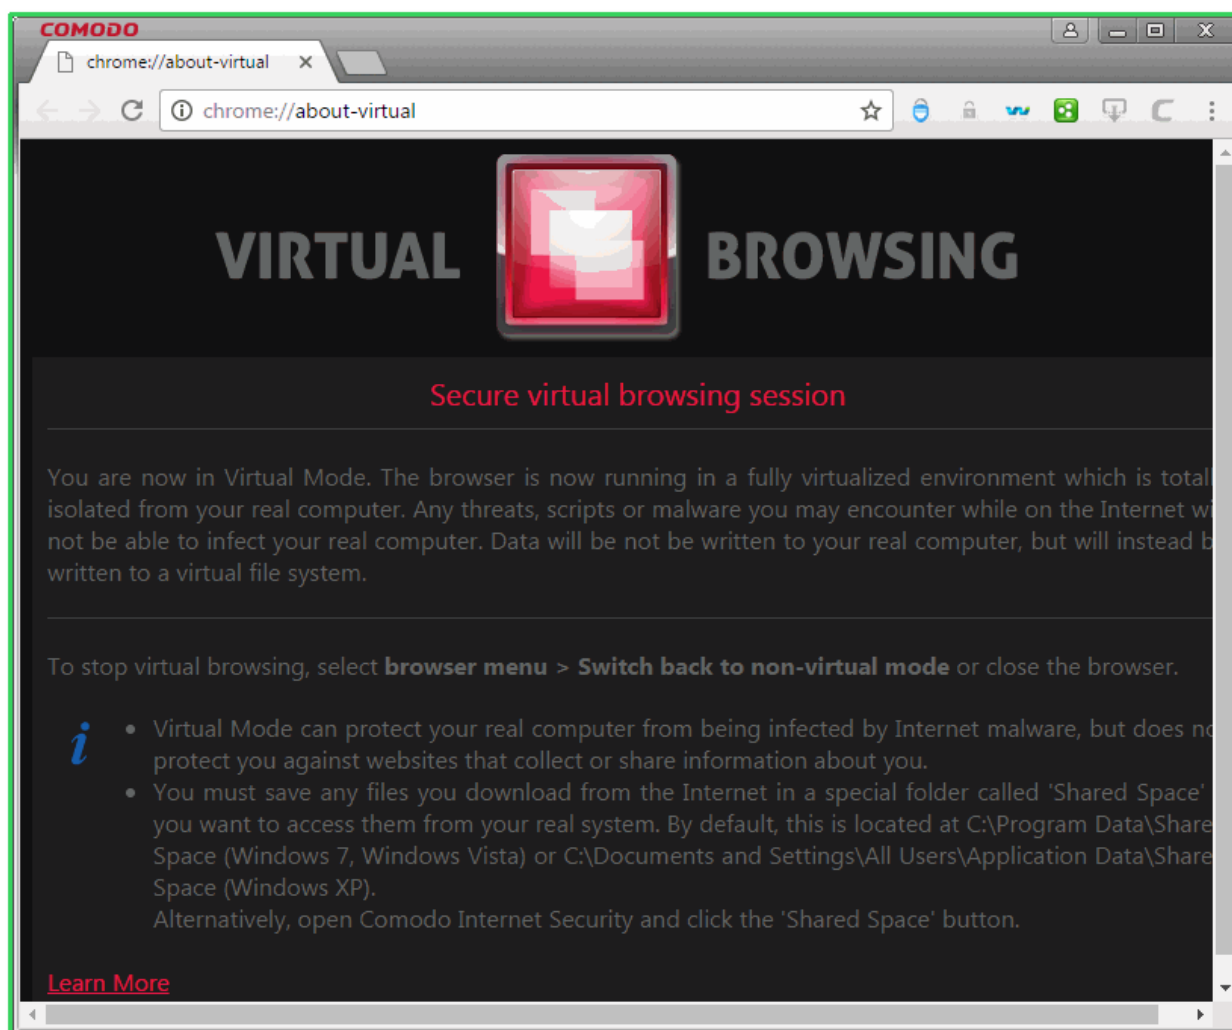 COMODO
chrome://about-virtual
chrome://about-virtual
VIRTUAL BROWSING
Secure virtual browsing session
You are now in Virtual Mode. The browser is now running in a fully virtualized environment which is totall
isolated from your real computer. Any threats, scripts or malware you may encounter while on the Internet wi
not be able to infect your real computer. Data will be not be written to your real computer, but will instead b
written to a virtual file system.
To stop virtual browsing, select browser menu > Switch back to non-virtual mode or close the browser.
i
• Virtual Mode can protect your real computer from being infected by Internet malware, but does no
protect you against websites that collect or share information about you.
• You must save any files you download from the Internet in a special folder called 'Shared Space'
you want to access them from your real system. By default, this is located at C:\Program Data\Share
Space (Windows 7, Windows Vista) or C:\Documents and Settings\All Users\Application Data\Share
Space (Windows XP).
Alternatively, open Comodo Internet Security and click the 'Shared Space' button.
Learn More